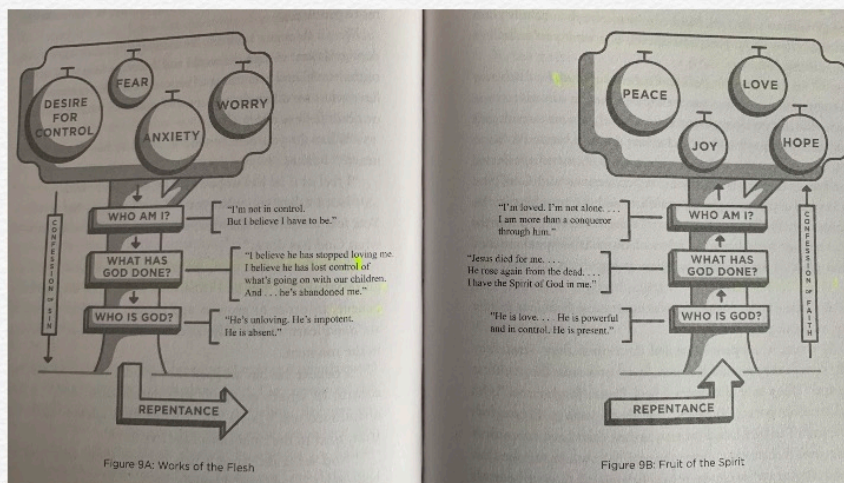 DESIRE
FOR
CONTROL
FEAR
ANXIETY
WORRY
CONFESSION OF SIN
WHO AM I?
"I'm not in control.
But I believe I have to be."
WHAT HAS
GOD DONE?
"I believe he has stopped loving me.
I believe he has lost control of
what's going on with our children.
And . . . he's abandoned me."
WHO IS GOD?
"He's unloving. He's impotent.
He is absent."
REPENTANCE
Figure 9A: Works of the Flesh
PEACE
JOY
LOVE
HOPE
"I'm loved. I'm not alone. . . .
I am more than a conqueror
through him."
WHO AM I?
"Jesus died for me. . . .
He rose again from the dead. . . .
I have the Spirit of God in me."
WHAT HAS
GOD DONE?
"He is love. . . . He is powerful
and in control. He is present."
WHO IS GOD?
CONFESSION OF FAITH
REPENTANCE
Figure 9B: Fruit of the Spirit